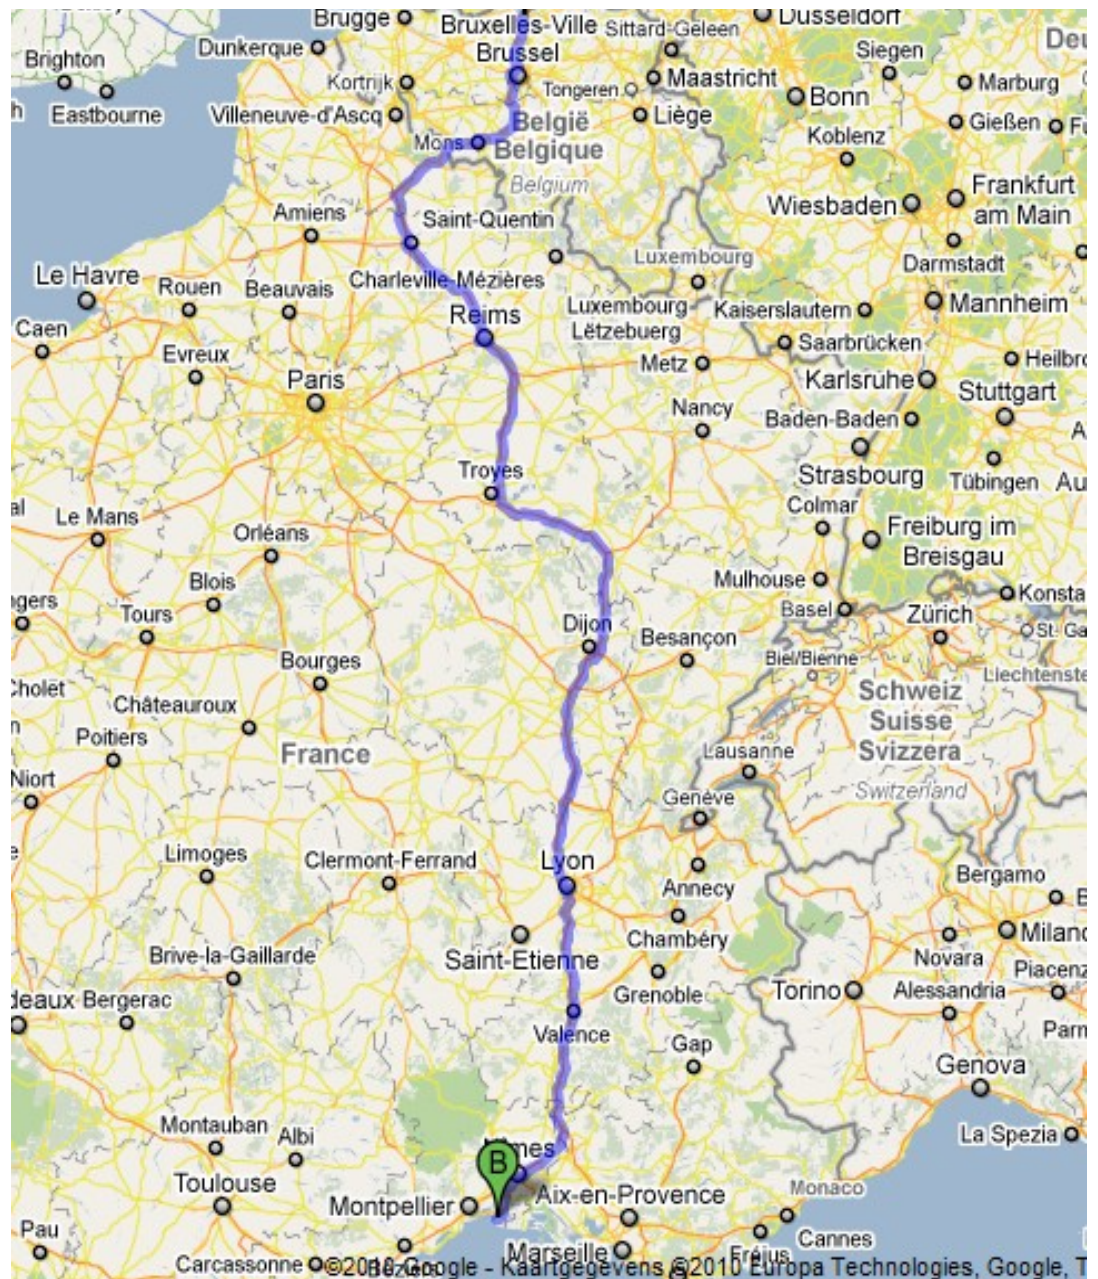 Brugge
Bruxelles-Ville
Sittard-Geleen
Dunkerque
Brussel
Siegen
Brighton
Kortrijk
Tongeren
Maastricht
Marburg
Eastbourne
Villeneuve-d'Ascq
België
Belgique
Liège
Bonn
Gießen
Koblenz
Mons
Belgium
Amiens
Saint-Quentin
Wiesbaden
Frankfurt
am Main
Le Havre
Rouen
Beauvais
Charleville-Mézières
Luxembourg
Darmstadt
Luxembourg
Lëtzebuerg
Kaiserslautern
Mannheim
Caen
Evreux
Reims
Metz
Saarbrücken
Paris
Karlsruhe
Stuttgart
Nancy
Baden-Baden
Troyes
Strasbourg
Tübingen
Le Mans
Orléans
Colmar
Freiburg im
Breisgau
Blois
Mulhouse
Tours
Dijon
Besançon
Basel
Zürich
Bourges
Biel/Bienne
Châteauroux
Schweiz
Suisse
Svizzera
Poitiers
France
Lausanne
Switzerland
Niort
Genève
Limoges
Clermont-Ferrand
Lyon
Annecy
Bergamo
Brive-la-Gaillarde
Saint-Etienne
Chambéry
Novara
Bergerac
Grenoble
Torino
Alessandria
Valence
Gap
Genova
Montauban
Albi
La Spezia
B
Toulouse
Montpellier
Aix-en-Provence
Monaco
Pau
Cannes
Carcassonne
Marseille
Fréjus
Google - Kaartgegevens ©2010 Europa Technologies, Google,